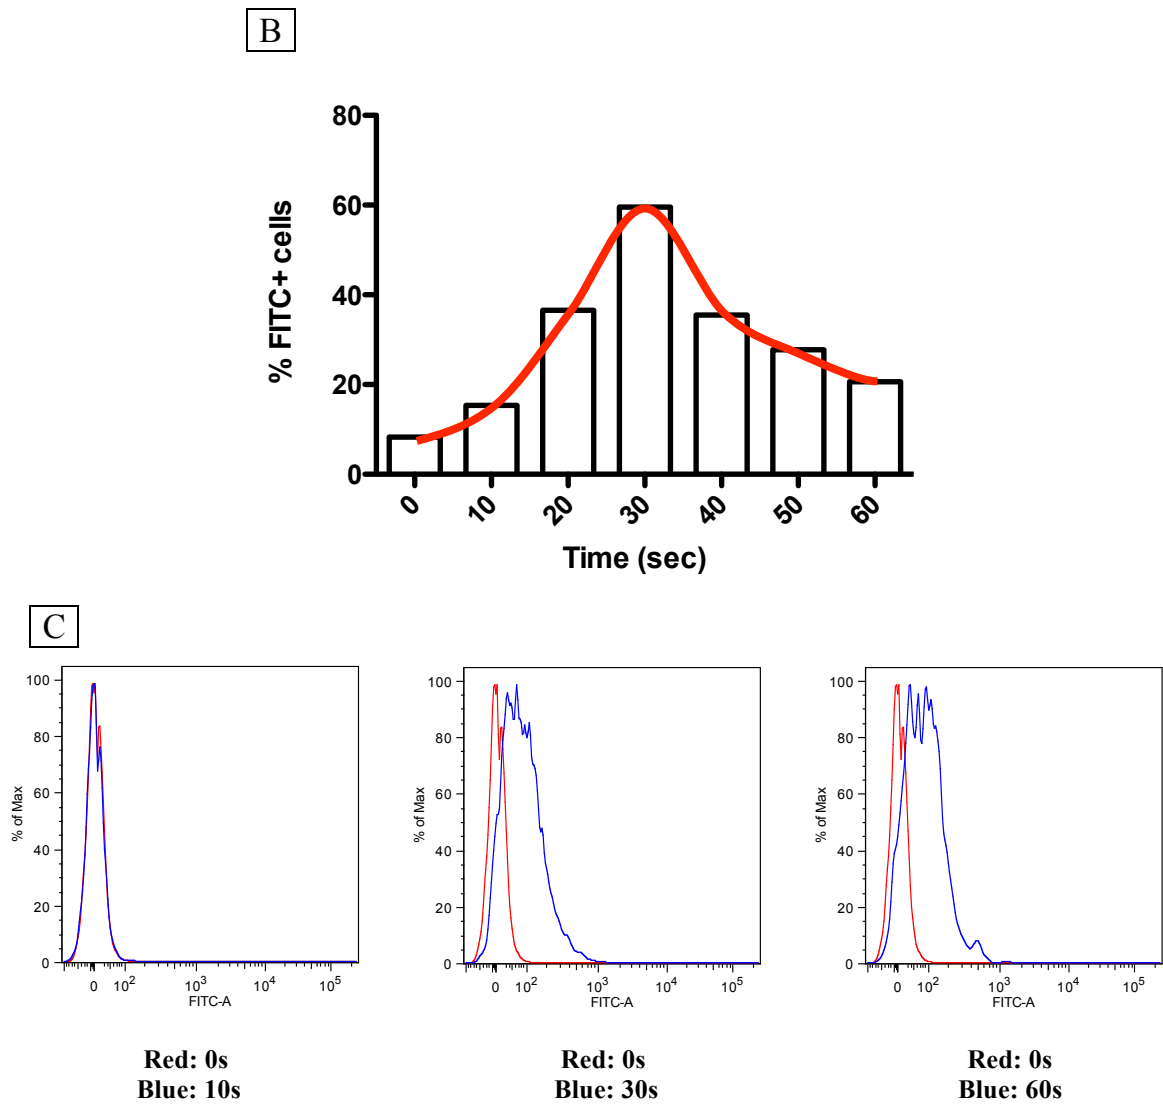 B
80
60
40
20
0
% FITC+ cells
0 10 20 30 40 50 60
Time (sec)
C
100
80
60
40
20
0
% of Max
0 10² 10³ 10⁴ 10⁵
FITC-A
Red: 0s
Blue: 10s
100
80
60
40
20
0
% of Max
0 10² 10³ 10⁴ 10⁵
FITC-A
Red: 0s
Blue: 30s
100
80
60
40
20
0
% of Max
0 10² 10³ 10⁴ 10⁵
FITC-A
Red: 0s
Blue: 60s